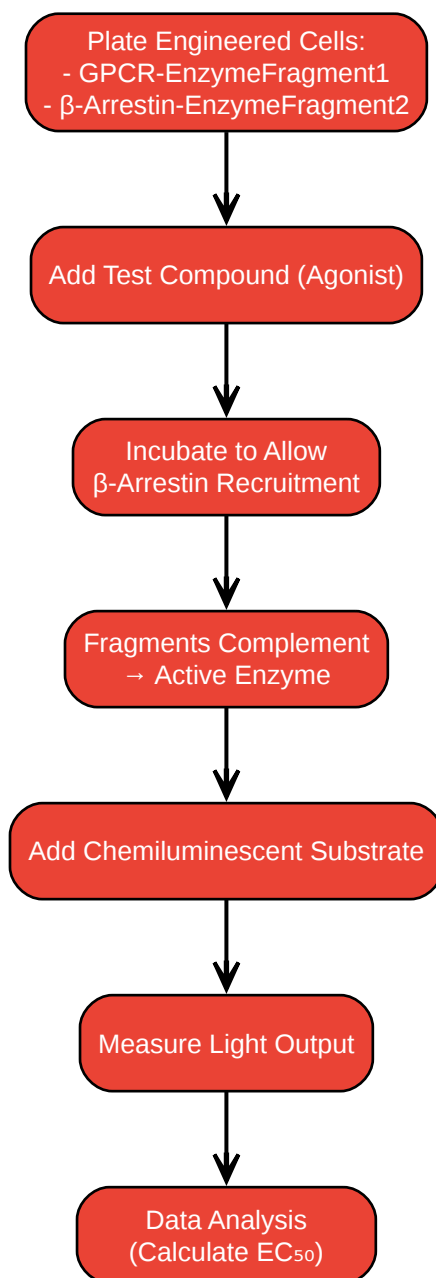 Plate Engineered Cells:
- GPCR-EnzymeFragment1
- β-Arrestin-EnzymeFragment2
Add Test Compound (Agonist)
Incubate to Allow
β-Arrestin Recruitment
Fragments Complement
→ Active Enzyme
Add Chemiluminescent Substrate
Measure Light Output
Data Analysis
(Calculate EC₅₀)